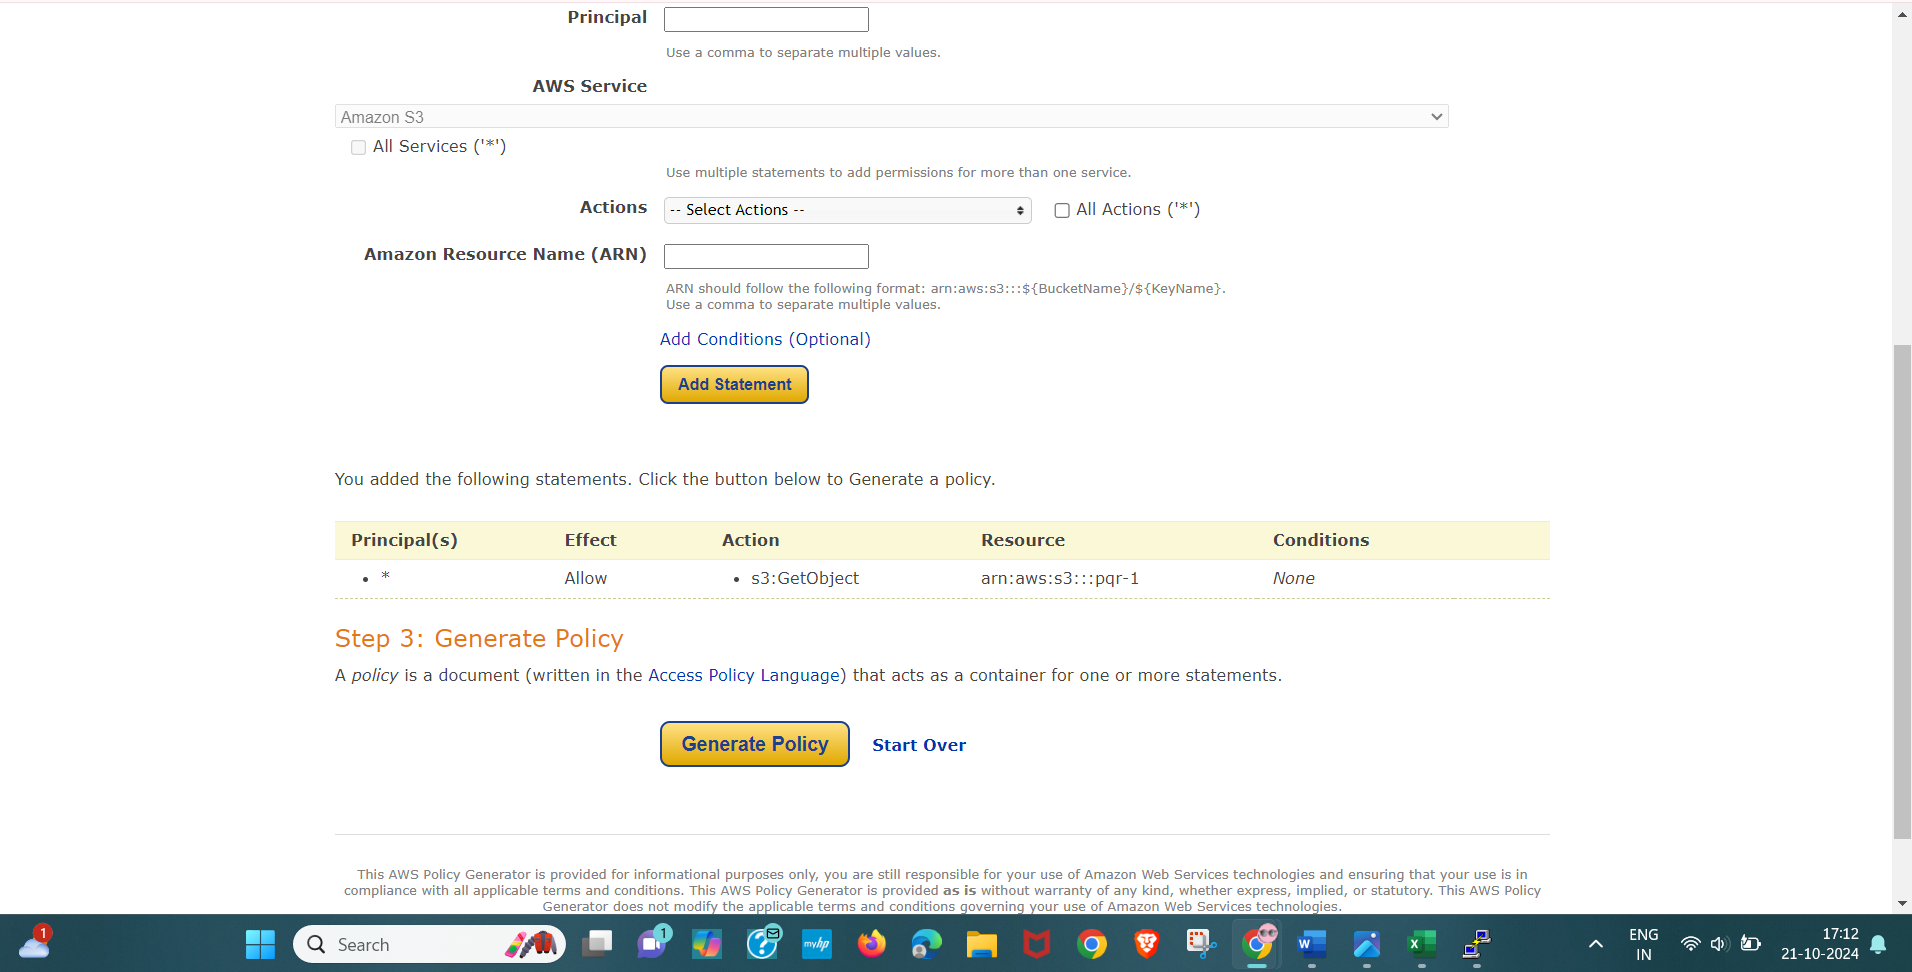 Principal
Use a comma to separate multiple values.
AWS Service
Amazon S3
All Services ('*')
Use multiple statements to add permissions for more than one service.
Actions
-- Select Actions --
All Actions ('*')
Amazon Resource Name (ARN)
ARN should follow the following format: arn:aws:s3:::${BucketName}/${KeyName}.
Use a comma to separate multiple values.
Add Conditions (Optional)
Add Statement
You added the following statements. Click the button below to Generate a policy.
Principal(s) Effect Action Resource Conditions
• * Allow • s3:GetObject arn:aws:s3:::pqr-1 None
Step 3: Generate Policy
A policy is a document (written in the Access Policy Language) that acts as a container for one or more statements.
Generate Policy Start Over
This AWS Policy Generator is provided for informational purposes only, you are still responsible for your use of Amazon Web Services technologies and ensuring that your use is in
compliance with all applicable terms and conditions. This AWS Policy Generator is provided as is without warranty of any kind, whether express, implied, or statutory. This AWS Policy
Generator does not modify the applicable terms and conditions governing your use of Amazon Web Services technologies.
1
Search
1
?
myhp
W
X
ENG
IN
17:12
21-10-2024